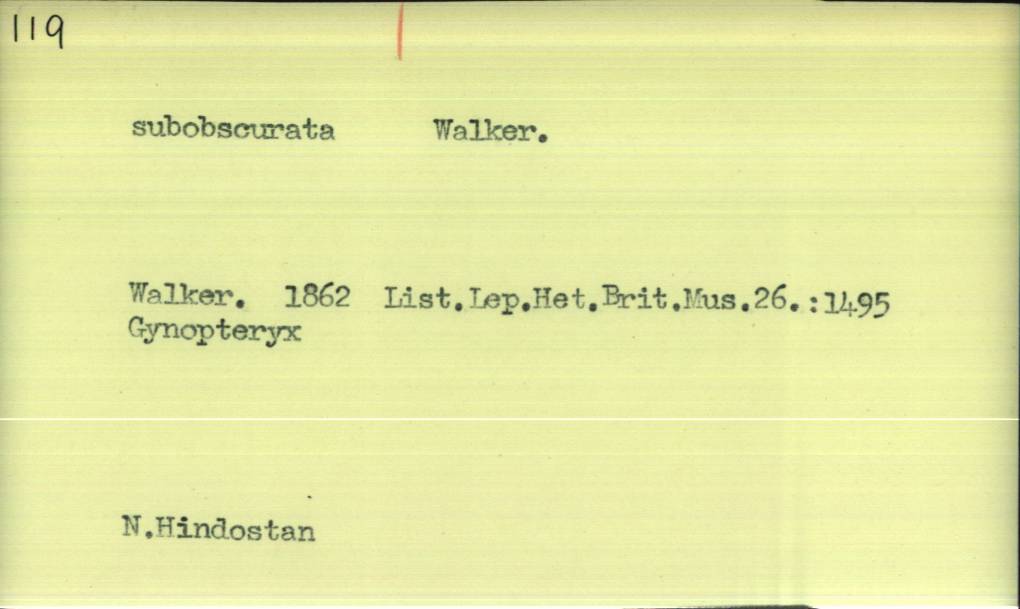 119
subobscurata Walker.
Walker. 1862 List.Lep.Het.Brit.Mus.26.:1495
Gynopteryx
N.Hindostan